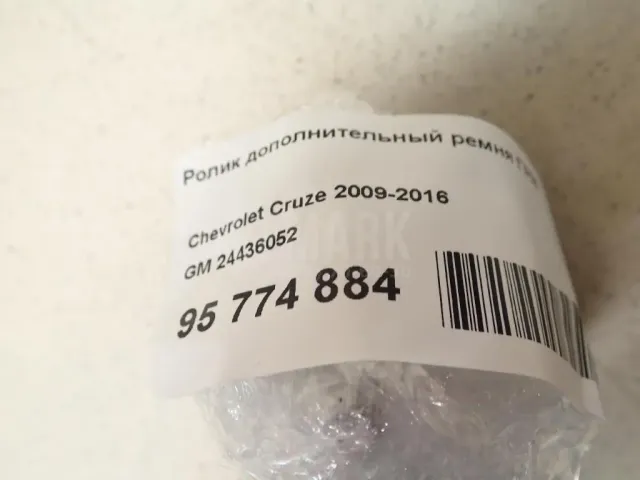 Ролик дополнительный ремня
Chevrolet Cruze 2009-2016
GM 24436052
95 774 884